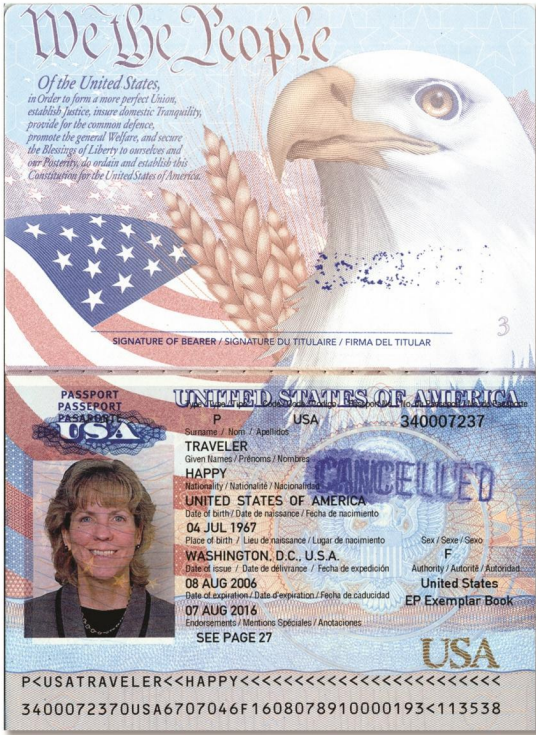 We the People
Of the United States,
in Order to form a more perfect Union,
establish Justice, insure domestic Tranquility,
provide for the common defence,
promote the general Welfare, and secure
the Blessings of Liberty to ourselves and
our Posterity, do ordain and establish this
Constitution for the United States of America.
SIGNATURE OF BEARER / SIGNATURE DU TITULAIRE / FIRMA DEL TITULAR
3
PASSPORT
PASSEPORT
PASAPORTE
USA
UNITED STATES OF AMERICA
P USA 340007237
Surname / Nom / Apellidos
TRAVELER
Given Names / Prénoms / Nombres
HAPPY
CANCELLED
Nationality / Nationalité / Nacionalidad
UNITED STATES OF AMERICA
Date of birth / Date de naissance / Fecha de nacimiento
04 JUL 1967
Place of birth / Lieu de naissance / Lugar de nacimiento Sex / Sexe / Sexo
WASHINGTON, D.C., U.S.A. F
Date of issue / Date de délivrance / Fecha de expedición Authority / Autorité / Autoridad
08 AUG 2006 United States
Date of expiration / Date d'expiration / Fecha de caducidad EP Exemplar Book
07 AUG 2016
Endorsements / Mentions Spéciales / Anotaciones
SEE PAGE 27
USA
P<USATRAVELER<<HAPPY<<<<<<<<<<<<<<<<<<<<<<<<
3400072370USA6707046F1608078910000193<113538